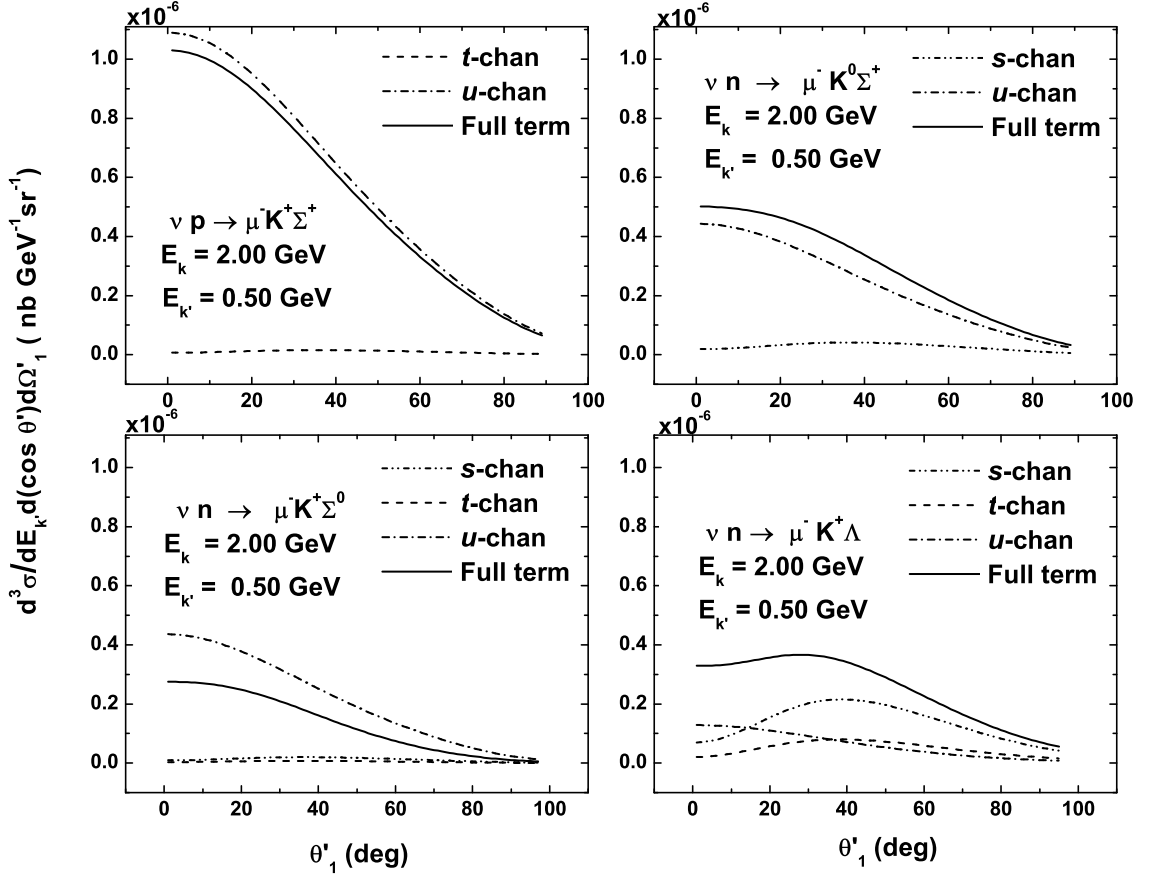 d³σ/dE_k'd(cos θ')dΩ'₁ ( nb GeV⁻¹sr⁻¹)
x10⁻⁶
1.0
0.8
0.6
0.4
0.2
0.0
0 20 40 60 80 100
t-chan
u-chan
Full term
ν p → μ⁻K⁺Σ⁺
E_k = 2.00 GeV
E_k' = 0.50 GeV
x10⁻⁶
1.0
0.8
0.6
0.4
0.2
0.0
0 20 40 60 80 100
s-chan
u-chan
Full term
ν n → μ⁻ K⁰Σ⁺
E_k = 2.00 GeV
E_k' = 0.50 GeV
x10⁻⁶
1.0
0.8
0.6
0.4
0.2
0.0
0 20 40 60 80 100
s-chan
t-chan
u-chan
Full term
ν n → μ⁻K⁺Σ⁰
E_k = 2.00 GeV
E_k' = 0.50 GeV
θ'₁ (deg)
x10⁻⁶
1.0
0.8
0.6
0.4
0.2
0.0
0 20 40 60 80 100
s-chan
t-chan
u-chan
Full term
ν n → μ⁻ K⁺Λ
E_k = 2.00 GeV
E_k' = 0.50 GeV
θ'₁ (deg)